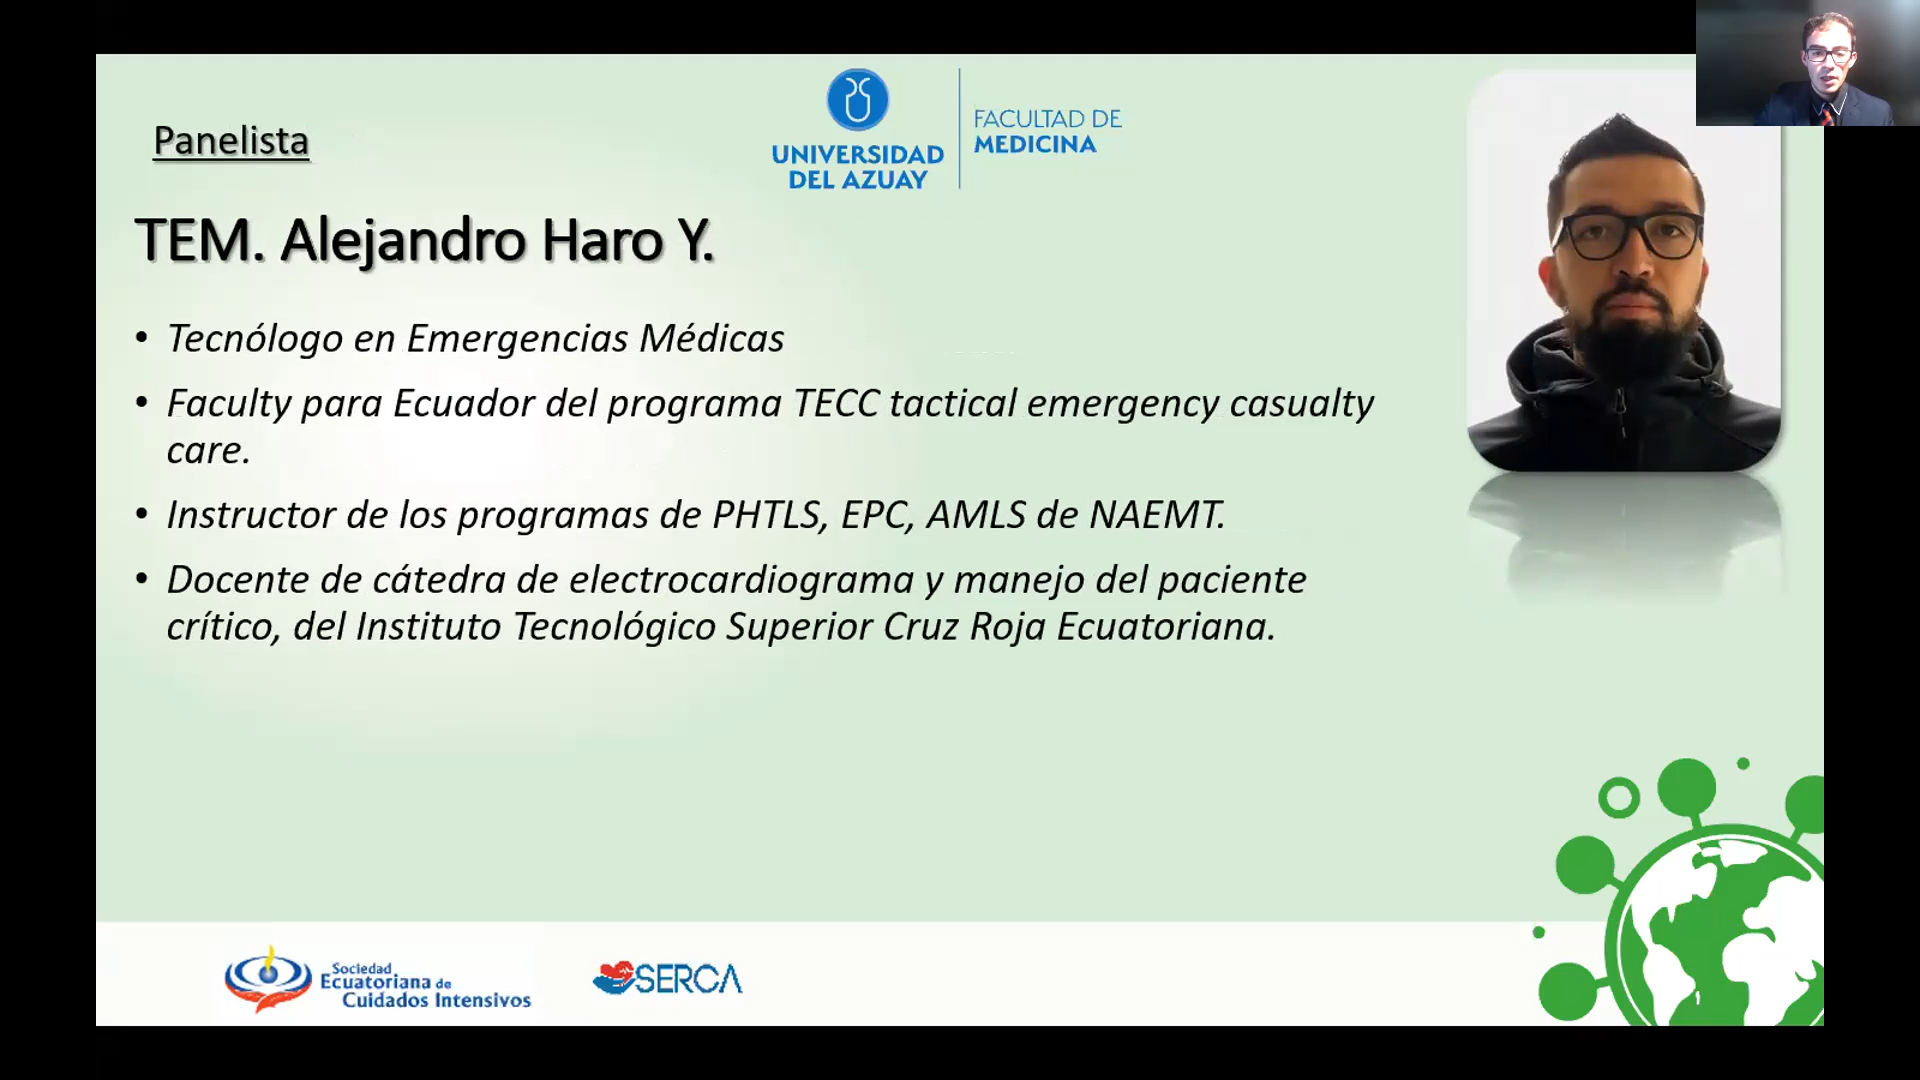 Panelista
UNIVERSIDAD
DEL AZUAY
FACULTAD DE
MEDICINA
TEM. Alejandro Haro Y.
• Tecnólogo en Emergencias Médicas
• Faculty para Ecuador del programa TECC tactical emergency casualty
care.
• Instructor de los programas de PHTLS, EPC, AMLS de NAEMT.
• Docente de cátedra de electrocardiograma y manejo del paciente
crítico, del Instituto Tecnológico Superior Cruz Roja Ecuatoriana.
Sociedad
Ecuatoriana de
Cuidados Intensivos
SERCA